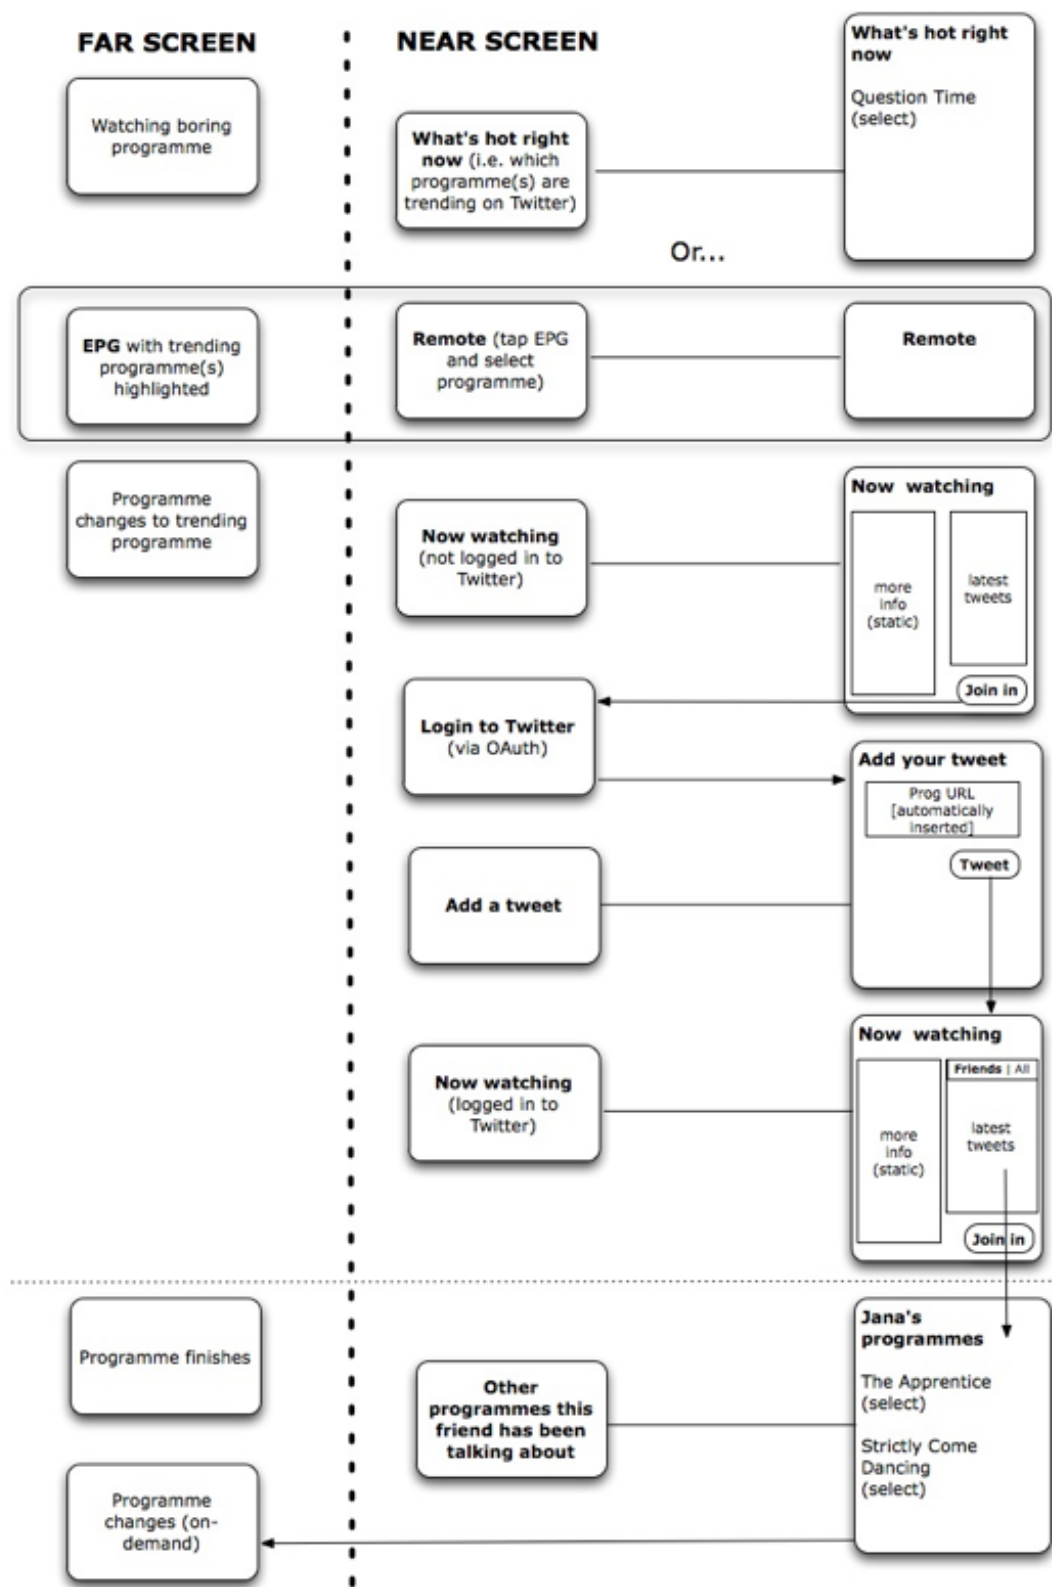 FAR SCREEN
NEAR SCREEN
What's hot right
now
Question Time
(select)
Watching boring
programme
What's hot right
now (i.e. which
programme(s) are
trending on Twitter)
Or...
EPG with trending
programme(s)
highlighted
Remote (tap EPG
and select
programme)
Remote
Programme
changes to trending
programme
Now watching
(not logged in to
Twitter)
Now watching
more
info
(static)
latest
tweets
Join in
Login to Twitter
(via OAuth)
Add your tweet
Prog URL
[automatically
inserted]
Tweet
Add a tweet
Now watching
(logged in to
Twitter)
Now watching
Friends | All
more
info
(static)
latest
tweets
Join in
Programme finishes
Other
programmes this
friend has been
talking about
Jana's
programmes
The Apprentice
(select)
Strictly Come
Dancing
(select)
Programme
changes (on-
demand)